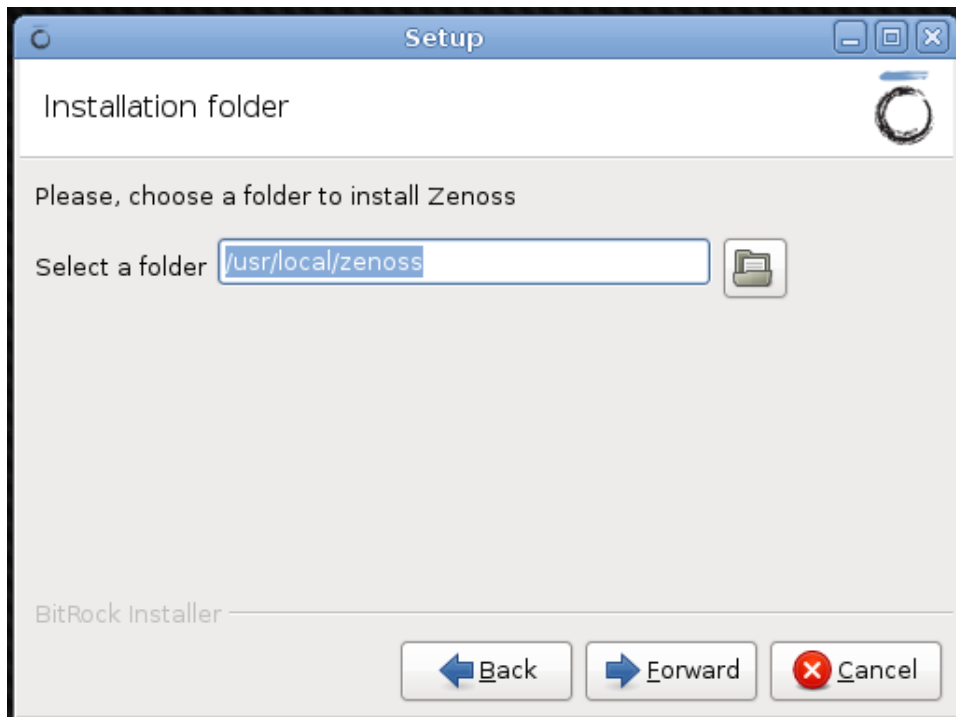 Setup
Installation folder
Please, choose a folder to install Zenoss
Select a folder /usr/local/zenoss
BitRock Installer
Back Forward Cancel